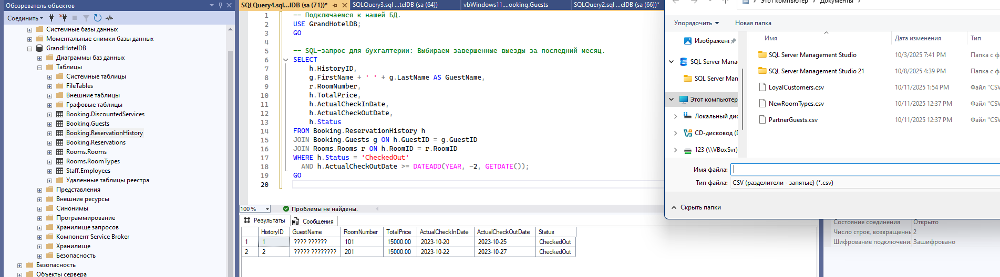 Обозреватель объектов
Соединить
Системные базы данных
Моментальные снимки базы данных
GrandHotelDB
Диаграммы баз данных
Таблицы
Системные таблицы
FileTables
Внешние таблицы
Графовые таблицы
Booking.DiscountedServices
Booking.Guests
Booking.ReservationHistory
Booking.Reservations
Rooms.Rooms
Rooms.RoomTypes
Staff.Employees
Удаленные таблицы реестра
Представления
Внешние ресурсы
Синонимы
Программирование
Хранилище запросов
Компонент Service Broker
Хранилище
Безопасность
Безопасность
Объекты сервера
SQLQuery4.sql...lDB (sa (71))*
SQLQuery3.sql ...telDB (sa (64))
vbWindows11....ooking.Guests
SQLQuery2.sql ...elDB (sa (66))*
1 -- Подключаемся к нашей БД.
2 USE GrandHotelDB;
3 GO
4
5 -- SQL-запрос для бухгалтерии: Выбираем завершенные выезды за последний месяц.
6 SELECT
7 h.HistoryID,
8 g.FirstName + ' ' + g.LastName AS GuestName,
9 r.RoomNumber,
10 h.TotalPrice,
11 h.ActualCheckInDate,
12 h.ActualCheckOutDate,
13 h.Status
14 FROM Booking.ReservationHistory h
15 JOIN Booking.Guests g ON h.GuestID = g.GuestID
16 JOIN Rooms.Rooms r ON h.RoomID = r.RoomID
17 WHERE h.Status = 'CheckedOut'
18 AND h.ActualCheckOutDate >= DATEADD(YEAR, -2, GETDATE());
19 GO
20
100 %
Проблемы не найдены.
Результаты Сообщения
HistoryID GuestName RoomNumber TotalPrice ActualCheckInDate ActualCheckOutDate Status
1 1 ???? ?????? 101 15000.00 2023-10-20 2023-10-25 CheckedOut
2 2 ????? ???????? 201 15000.00 2023-10-22 2023-10-27 CheckedOut
Этот компьютер > Документы >
Упорядочить Новая папка
Изображени
SQL Server Mana
SQL Server Man
Этот компьютер
Локальный дис
CD-дисковод (D
123 (\\VBoxSvr)
Имя Дата изменения Тип
SQL Server Management Studio 10/3/2025 7:41 PM Папка с ф
SQL Server Management Studio 21 10/8/2025 4:39 PM Папка с ф
LoyalCustomers.csv 10/11/2025 1:54 PM Файл "CSV
NewRoomTypes.csv 10/11/2025 12:37 PM Файл "CSV
PartnerGuests.csv 10/11/2025 12:37 PM Файл "CSV
Имя файла:
Тип файла: CSV (разделители - запятые) (*.csv)
Скрыть папки
Состояние соединения Открыто
Число строк, возвращенны 2
Шифрование подключения Зашифровано